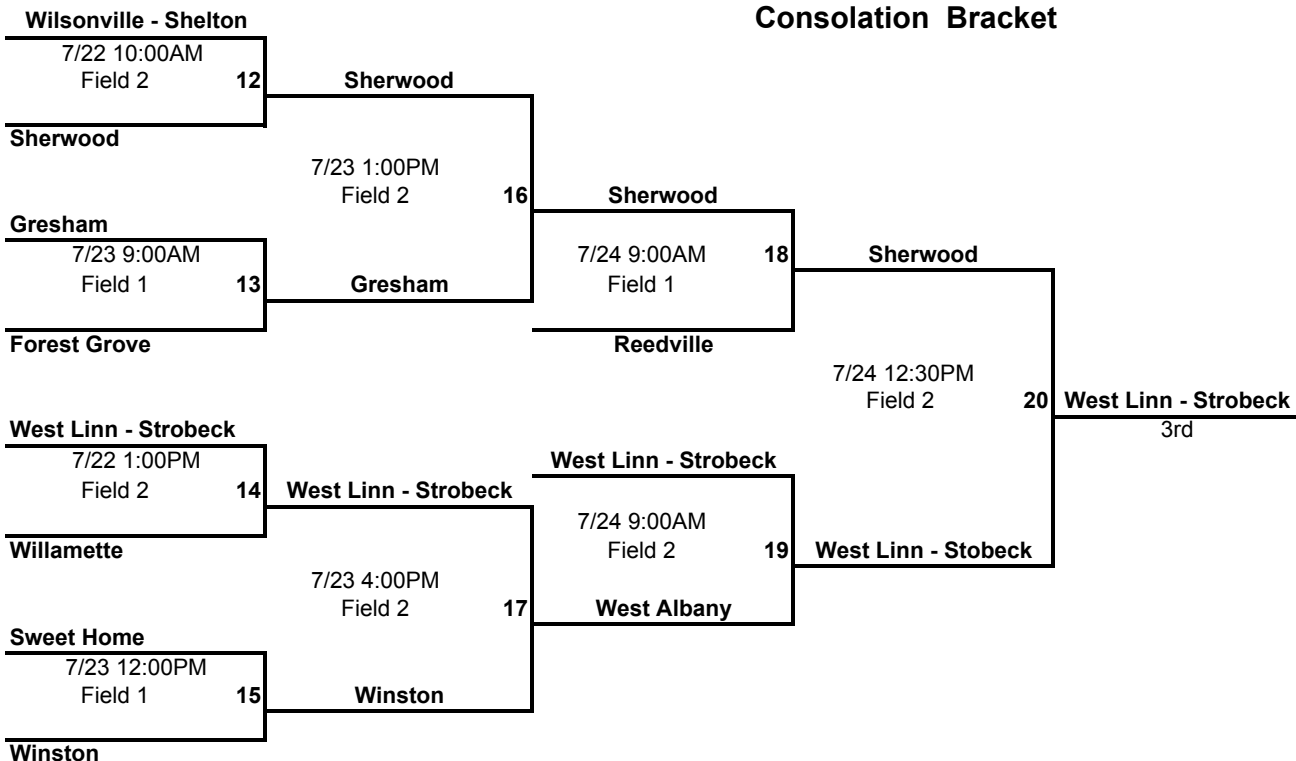 Consolation Bracket
Wilsonville - Shelton
7/22 10:00AM
Field 2 12
Sherwood
Sherwood
7/23 1:00PM
Field 2 16
Sherwood
Gresham
7/23 9:00AM
Field 1 13
Gresham
Forest Grove
7/24 9:00AM 18
Field 1
Sherwood
Reedville
7/24 12:30PM
Field 2 20
West Linn - Strobeck
3rd
West Linn - Strobeck
7/22 1:00PM
Field 2 14
West Linn - Strobeck
Willamette
West Linn - Strobeck
7/24 9:00AM
Field 2 19
West Linn - Stobeck
7/23 4:00PM
Field 2 17
West Albany
Sweet Home
7/23 12:00PM
Field 1 15
Winston
Winston